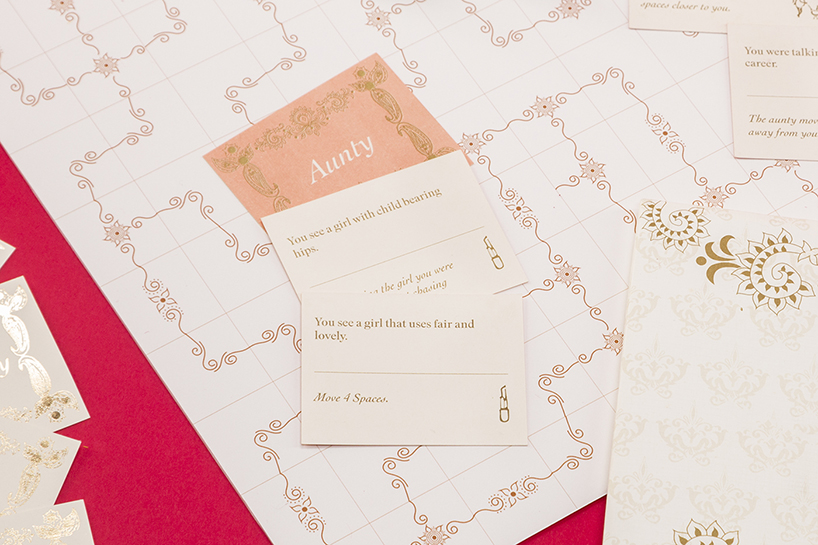 spaces closer to you.
You were talking
career.
The aunty
away from you
Aunty
You see a girl with child bearing
hips.
the girl you were
chasing
You see a girl that uses fair and
lovely.
Move 4 Spaces.